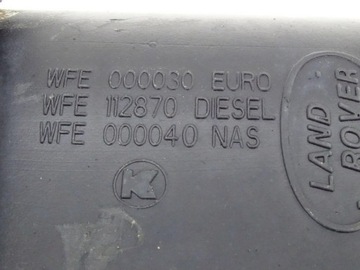 WFE 000030 EURO
WFE 112870 DIESEL
WFE 000040 NAS
K
LAND
ROVER